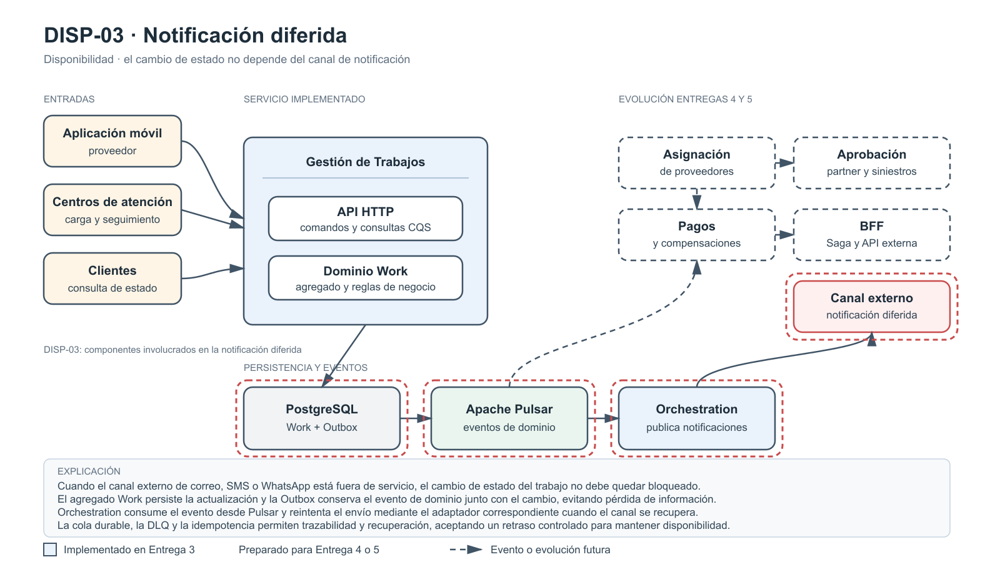 DISP-03 · Notificación diferida
Disponibilidad · el cambio de estado no depende del canal de notificación
ENTRADAS
SERVICIO IMPLEMENTADO
EVOLUCIÓN ENTREGAS 4 Y 5
Aplicación móvil
proveedor
Centros de atención
carga y seguimiento
Clientes
consulta de estado
Gestión de Trabajos
API HTTP
comandos y consultas CQS
Dominio Work
agregado y reglas de negocio
Asignación
de proveedores
Aprobación
partner y siniestros
Pagos
y compensaciones
BFF
Saga y API externa
Canal externo
notificación diferida
DISP-03: componentes involucrados en la notificación diferida
PERSISTENCIA Y EVENTOS
PostgreSQL
Work + Outbox
Apache Pulsar
eventos de dominio
Orchestration
publica notificaciones
EXPLICACIÓN
Cuando el canal externo de correo, SMS o WhatsApp está fuera de servicio, el cambio de estado del trabajo no debe quedar bloqueado.
El agregado Work persiste la actualización y la Outbox conserva el evento de dominio junto con el cambio, evitando pérdida de información.
Orchestration consume el evento desde Pulsar y reintenta el envío mediante el adaptador correspondiente cuando el canal se recupera.
La cola durable, la DLQ y la idempotencia permiten trazabilidad y recuperación, aceptando un retraso controlado para mantener disponibilidad.
Implementado en Entrega 3
Preparado para Entrega 4 o 5
Evento o evolución futura